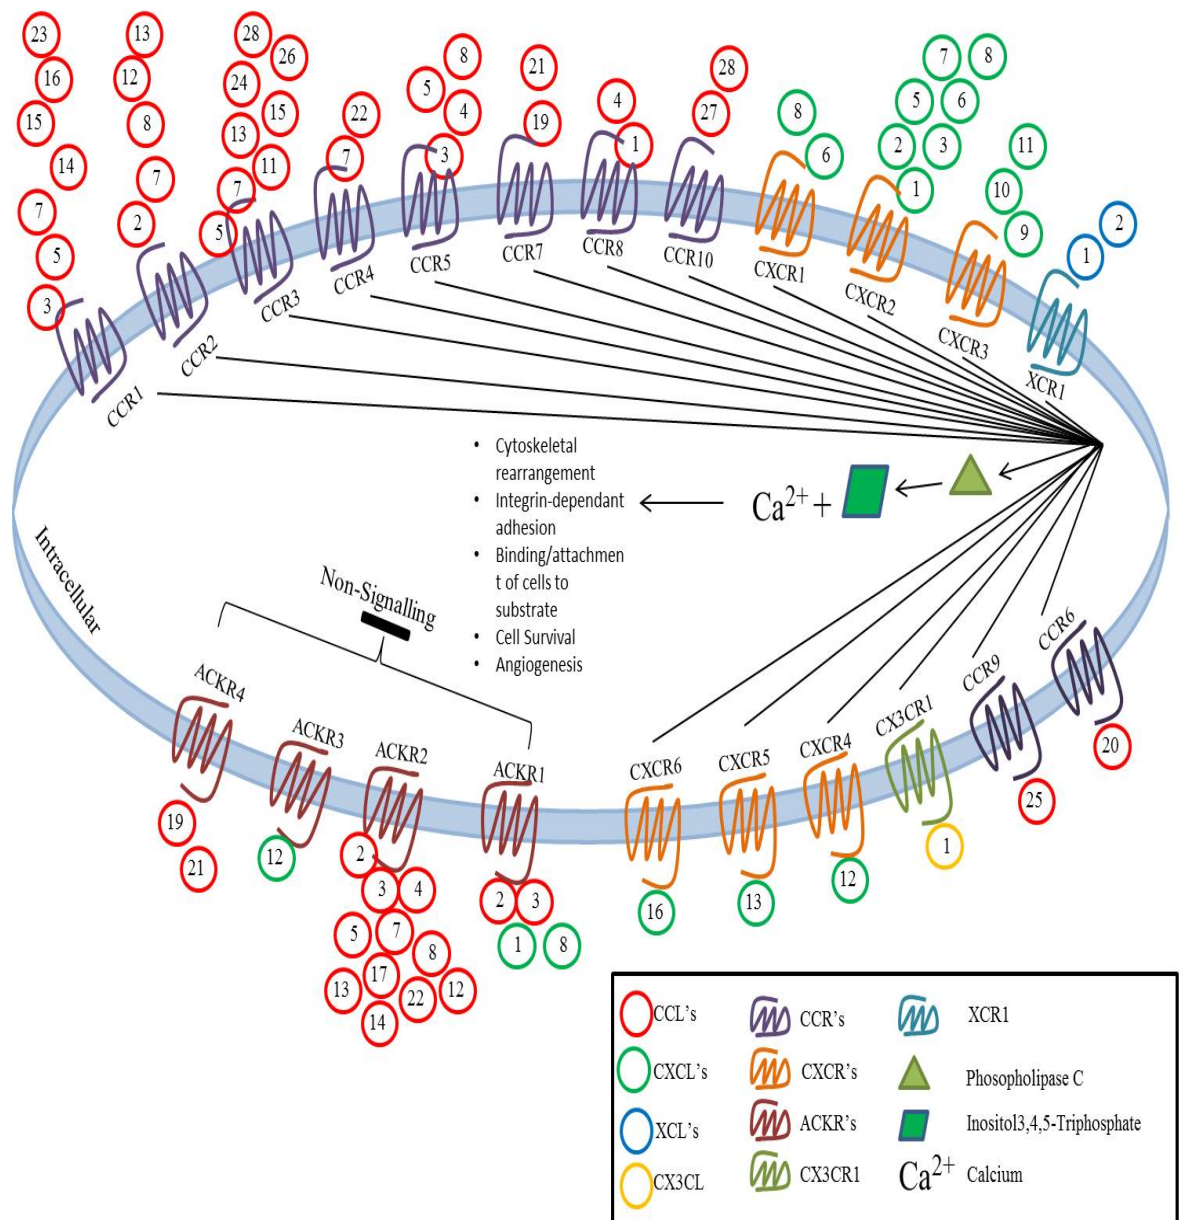 23
16
15
14
7
5
3
13
12
8
7
2
28
26
24
15
13
11
7
5
22
7
8
5
4
3
21
19
4
1
28
27
8
6
7
8
5
6
2
3
1
11
10
9
2
1
CCR1
CCR2
CCR3
CCR4
CCR5
CCR7
CCR8
CCR10
CXCR1
CXCR2
CXCR3
XCR1
• Cytoskeletal
rearrangement
• Integrin-dependant
adhesion
• Binding/attachmen
t of cells to
substrate
• Cell Survival
• Angiogenesis
Ca2+ +
Intracellular
Non-Signalling
ACKR4
ACKR3
ACKR2
ACKR1
CXCR6
CXCR5
CXCR4
CX3CR1
CCR9
CCR6
19
21
12
2
3
4
5
7
8
17
13
22
12
14
2
3
1
8
16
13
12
1
25
20
CCL's
CCR's
XCR1
CXCL's
CXCR's
Phosopholipase C
XCL's
ACKR's
Inositol3,4,5-Triphosphate
CX3CL
CX3CR1
Ca2+ Calcium